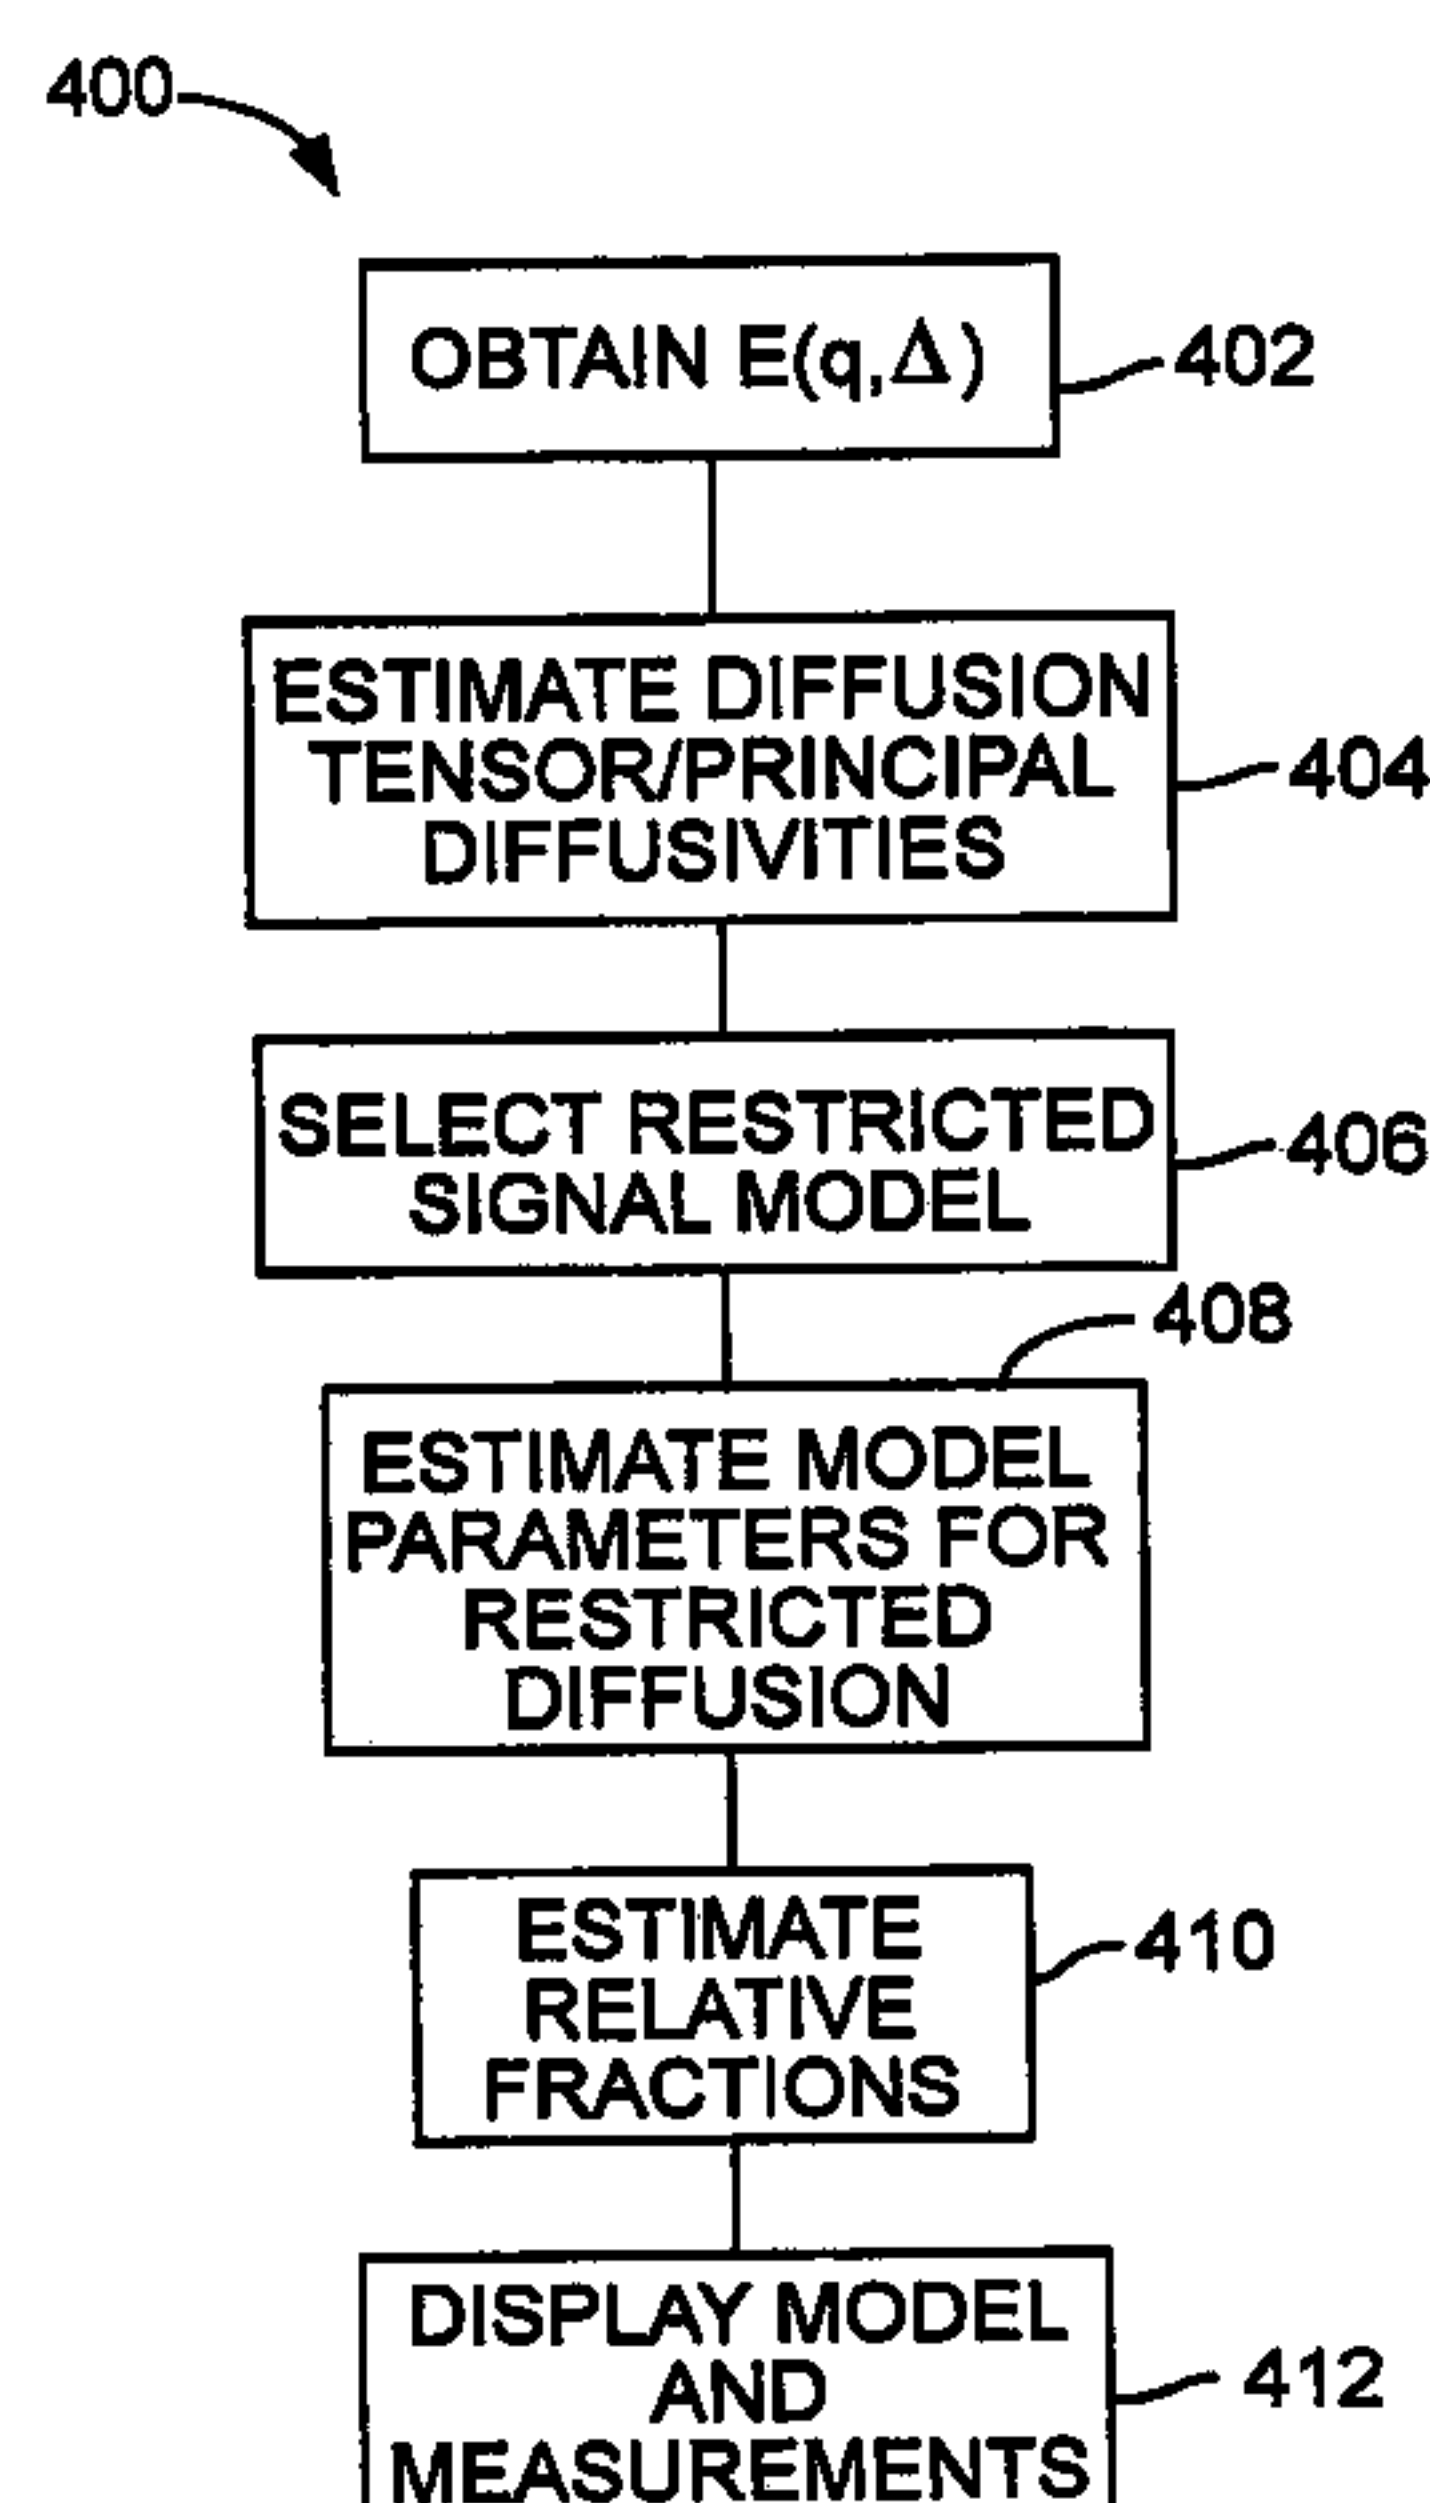 400
OBTAIN E(q,Δ)
402
ESTIMATE DIFFUSION
TENSOR/PRINCIPAL
DIFFUSIVITIES
404
SELECT RESTRICTED
SIGNAL MODEL
406
408
ESTIMATE MODEL
PARAMETERS FOR
RESTRICTED
DIFFUSION
ESTIMATE
RELATIVE
FRACTIONS
410
DISPLAY MODEL
AND
MEASUREMENTS
412